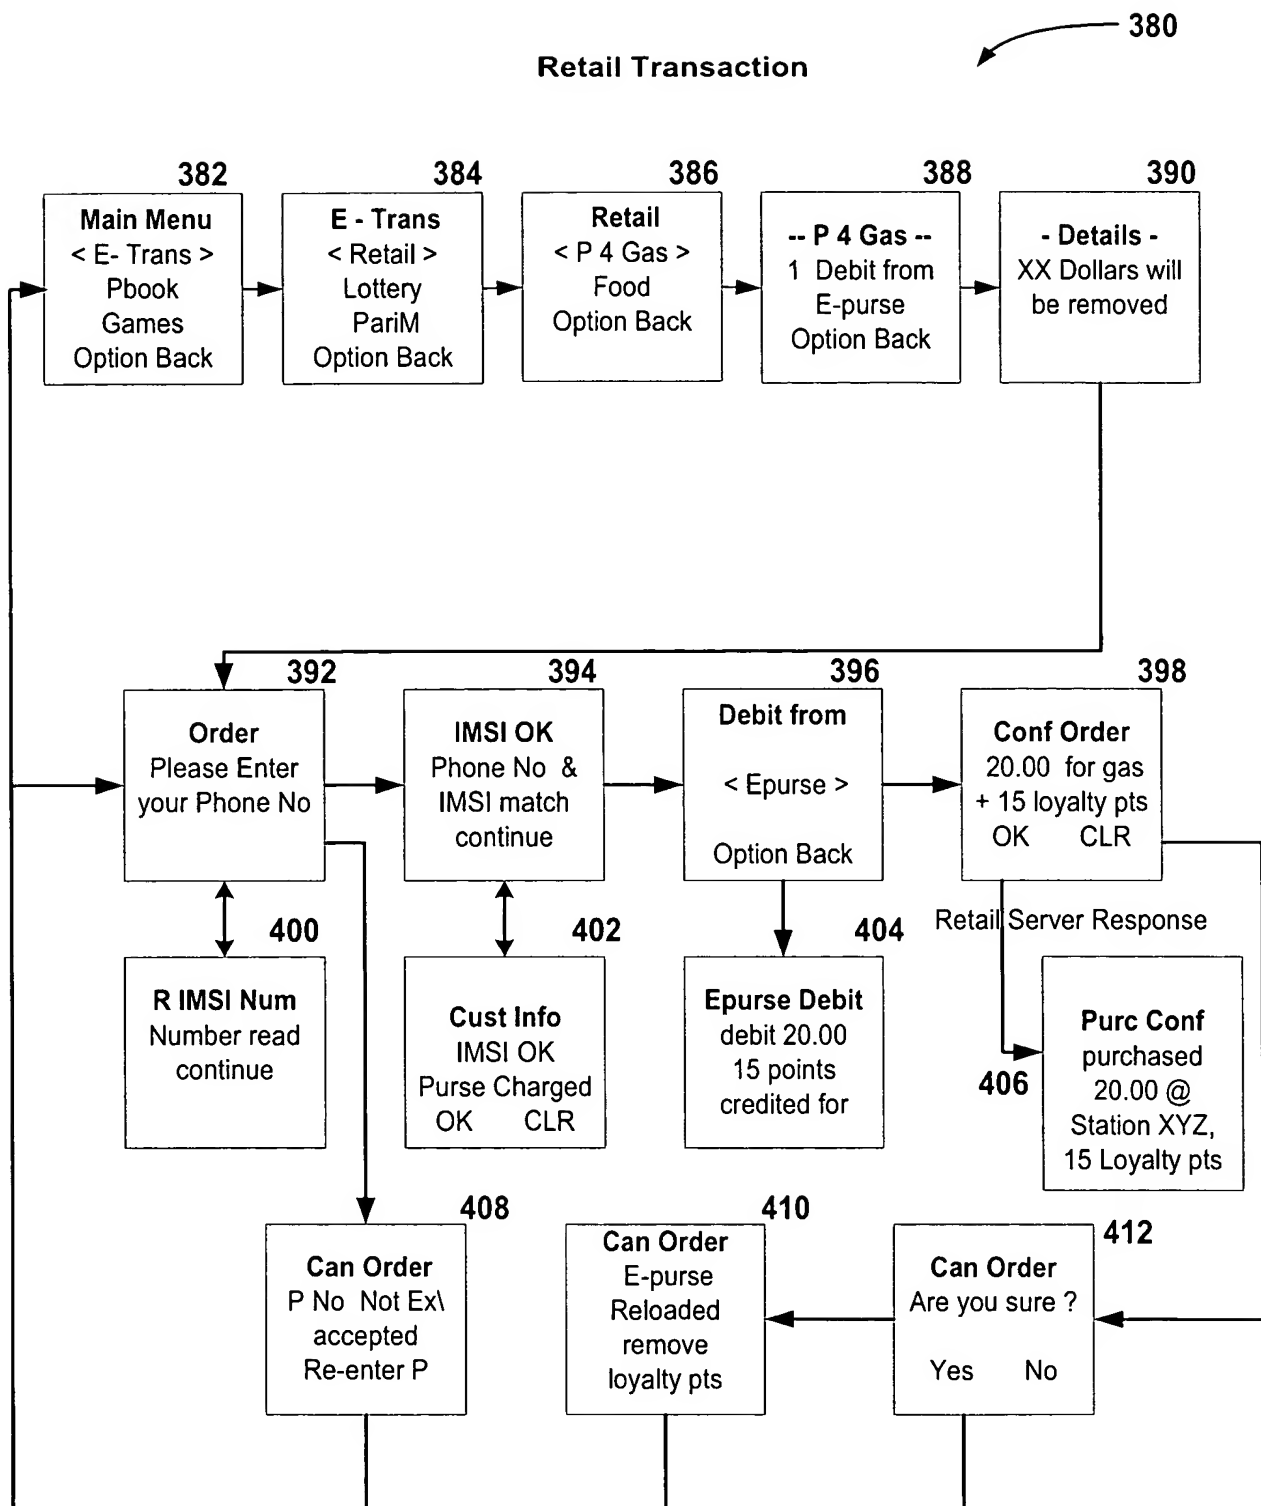 380
Retail Transaction
382
Main Menu
< E- Trans >
Pbook
Games
Option Back
384
E - Trans
< Retail >
Lottery
PariM
Option Back
386
Retail
< P 4 Gas >
Food
Option Back
388
-- P 4 Gas --
1 Debit from
E-purse
Option Back
390
- Details -
XX Dollars will
be removed
392
Order
Please Enter
your Phone No
394
IMSI OK
Phone No &
IMSI match
continue
396
Debit from
< Epurse >
Option Back
398
Conf Order
20.00 for gas
+ 15 loyalty pts
OK CLR
400
R IMSI Num
Number read
continue
402
Cust Info
IMSI OK
Purse Charged
OK CLR
404
Epurse Debit
debit 20.00
15 points
credited for
Retail Server Response
406
Purc Conf
purchased
20.00 @
Station XYZ,
15 Loyalty pts
408
Can Order
P No Not Ex\
accepted
Re-enter P
410
Can Order
E-purse
Reloaded
remove
loyalty pts
412
Can Order
Are you sure ?
Yes No